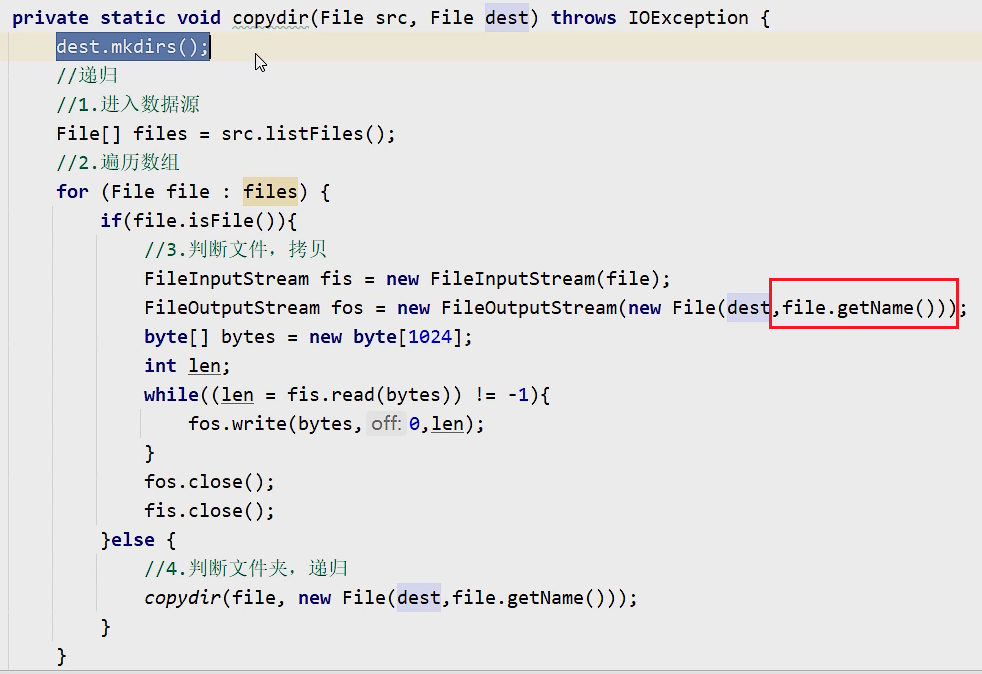 private static void copydir(File src, File dest) throws IOException {
dest.mkdirs();
//递归
//1.进入数据源
File[] files = src.listFiles();
//2.遍历数组
for (File file : files) {
if(file.isFile()){
//3.判断文件，拷贝
FileInputStream fis = new FileInputStream(file);
FileOutputStream fos = new FileOutputStream(new File(dest,file.getName()));
byte[] bytes = new byte[1024];
int len;
while((len = fis.read(bytes)) != -1){
fos.write(bytes, off: 0,len);
}
fos.close();
fis.close();
}else {
//4.判断文件夹，递归
copydir(file, new File(dest,file.getName()));
}
}